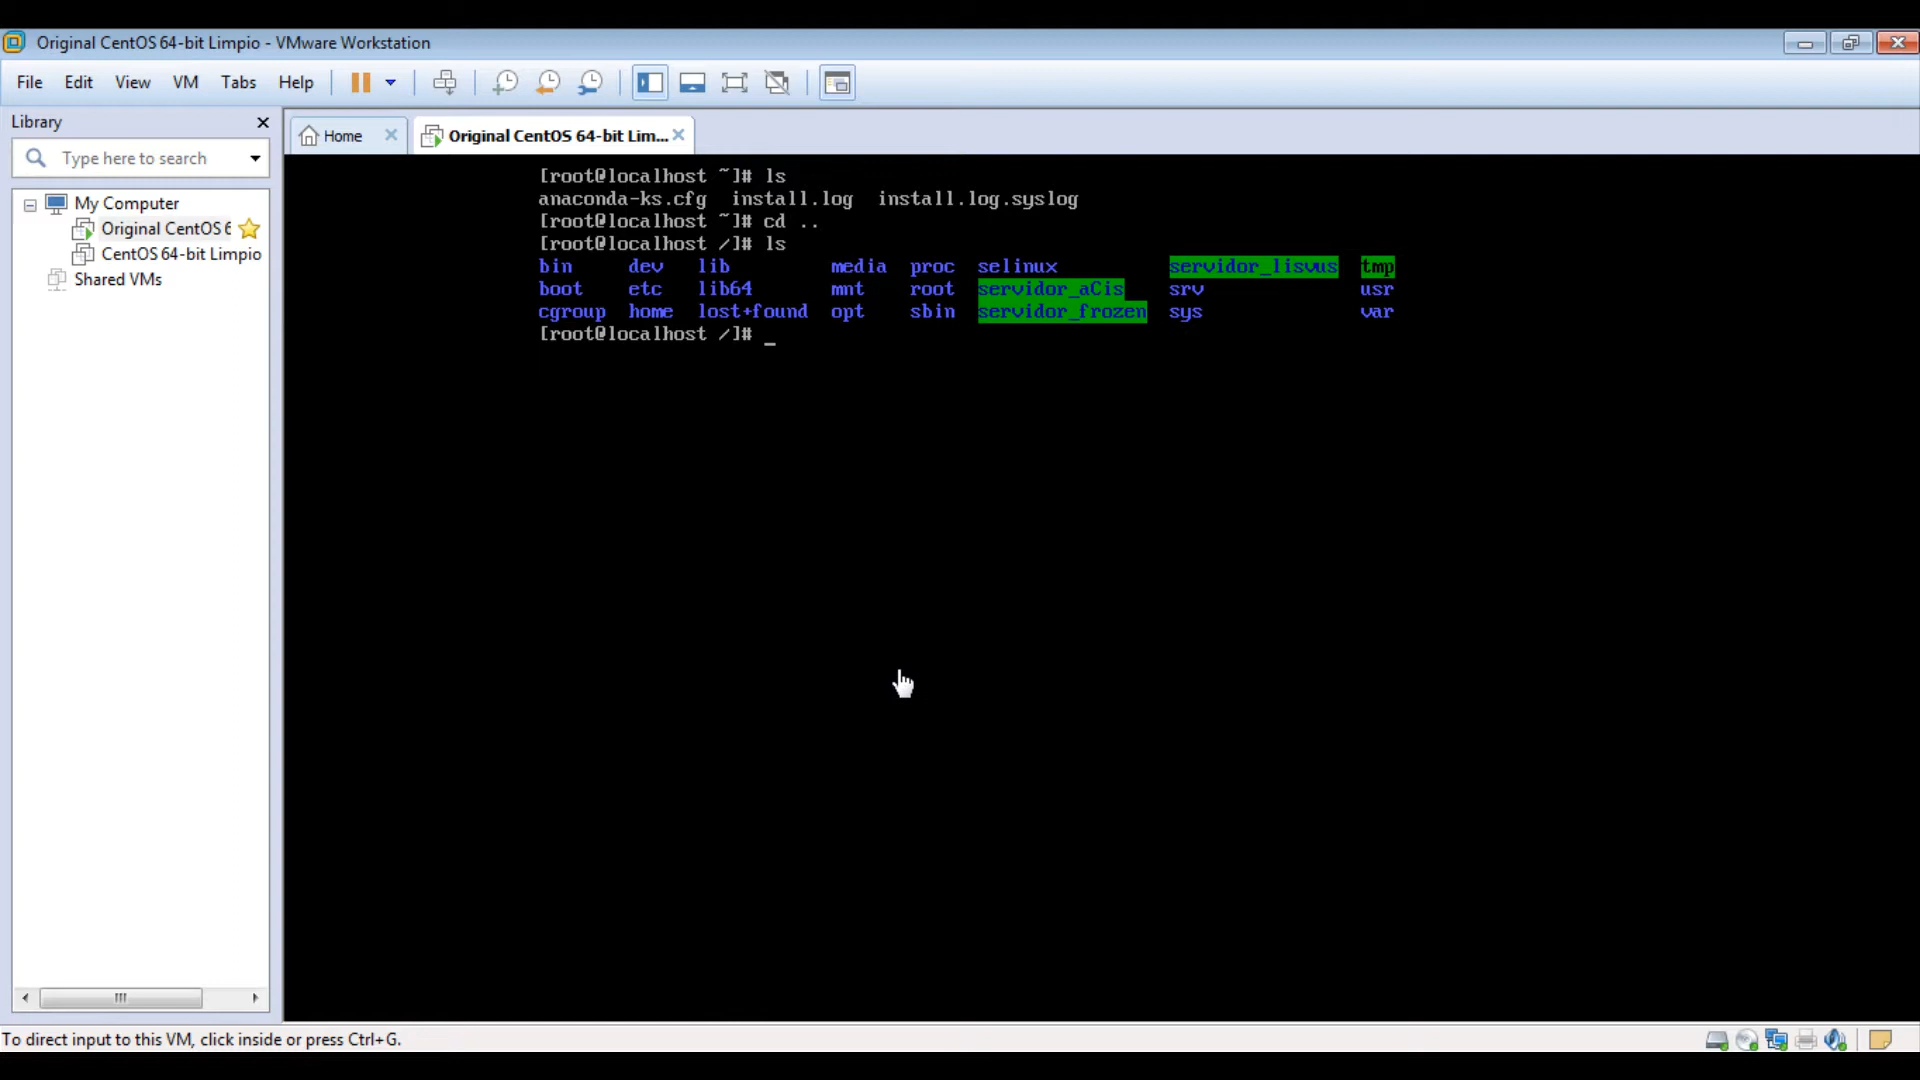 Original CentOS 64-bit Limpio - VMware Workstation
File Edit View VM Tabs Help
Library
Type here to search
My Computer
Original CentOS 6
CentOS 64-bit Limpio
Shared VMs
Home
Original CentOS 64-bit Lim...
[root@localhost ~]# ls
anaconda-ks.cfg install.log install.log.syslog
[root@localhost ~]# cd ..
[root@localhost /]# ls
bin dev lib media proc selinux servidor_lisvus tmp
boot etc lib64 mnt root servidor_aCis srv usr
cgroup home lost+found opt sbin servidor_frozen sys var
[root@localhost /]# _
To direct input to this VM, click inside or press Ctrl+G.